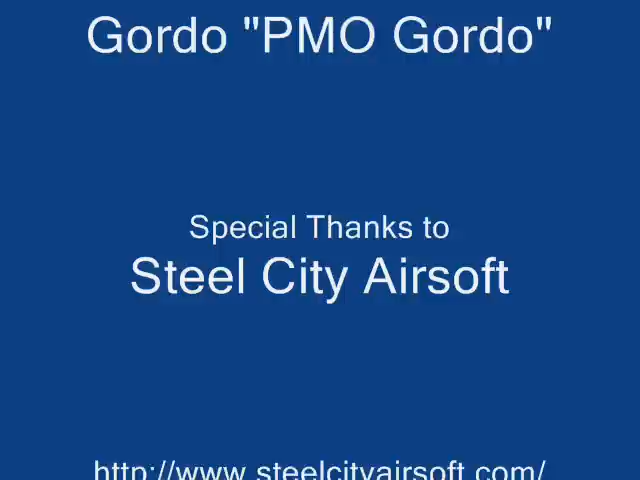 Gordo "PMO Gordo"
Special Thanks to
Steel City Airsoft
http://www.steelcityairsoft.com/